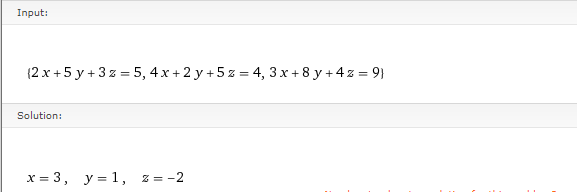 Input:
{2 x + 5 y + 3 z = 5, 4 x + 2 y + 5 z = 4, 3 x + 8 y + 4 z = 9}
Solution:
x = 3, y = 1, z = −2